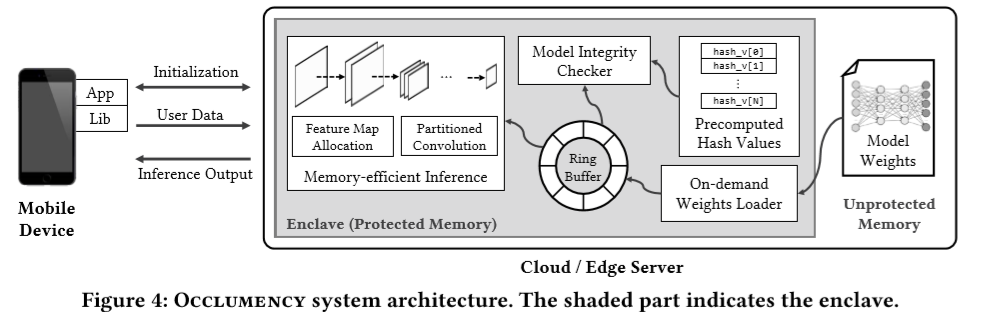 App
Lib
Mobile
Device
Initialization
User Data
Inference Output
Feature Map
Allocation
Partitioned
Convolution
...
Memory-efficient Inference
Enclave (Protected Memory)
Model Integrity
Checker
Ring
Buffer
hash_v[0]
hash_v[1]
⋮
hash_v[N]
Precomputed
Hash Values
On-demand
Weights Loader
Model
Weights
Unprotected
Memory
Cloud / Edge Server
Figure 4: Occlumency system architecture. The shaded part indicates the enclave.